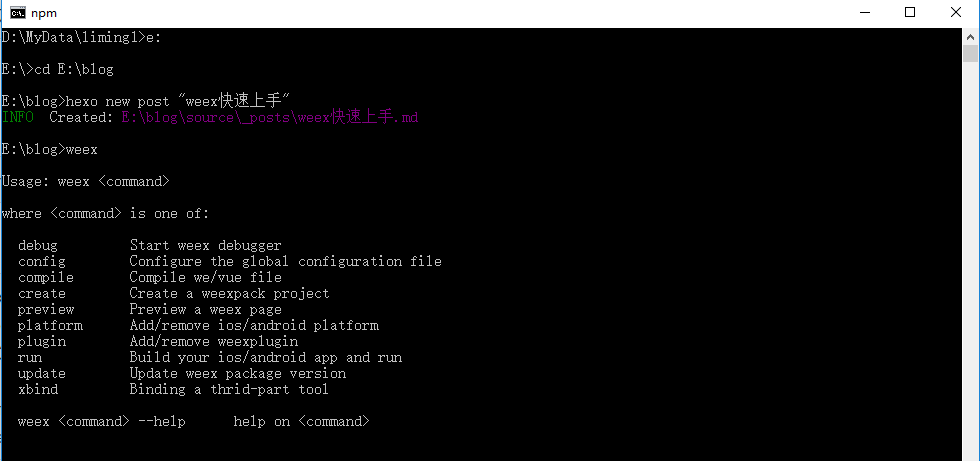 npm
D:\MyData\liming1>e:
E:\>cd E:\blog
E:\blog>hexo new post "weex快速上手"
INFO  Created: E:\blog\source\_posts\weex快速上手.md
E:\blog>weex
Usage: weex <command>
where <command> is one of:
debug         Start weex debugger
config        Configure the global configuration file
compile       Compile we/vue file
create        Create a weexpack project
preview       Preview a weex page
platform      Add/remove ios/android platform
plugin        Add/remove weexplugin
run           Build your ios/android app and run
update        Update weex package version
xbind         Binding a thrid-part tool
weex <command> --help      help on <command>